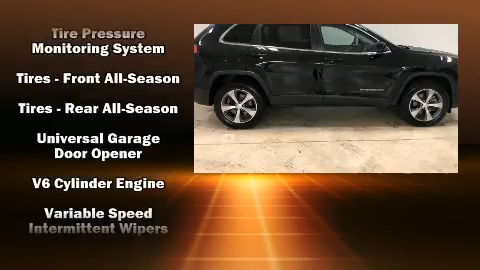 Tire Pressure
Monitoring System
Tires - Front All-Season
Tires - Rear All-Season
Universal Garage
Door Opener
V6 Cylinder Engine
Variable Speed
Intermittent Wipers